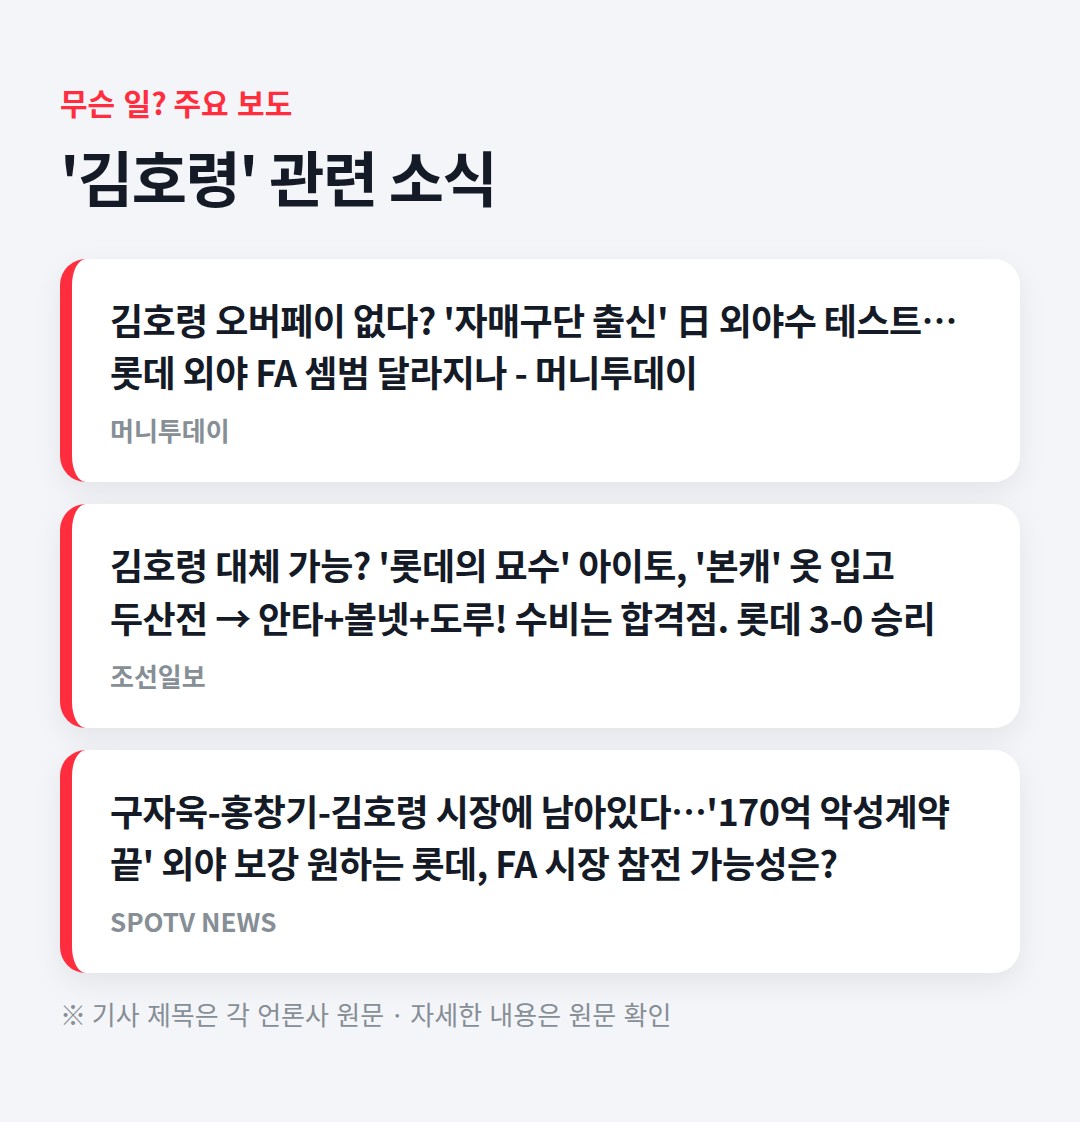 무슨 일? 주요 보도
'김호령' 관련 소식
김호령 오버페이 없다? '자매구단 출신' 日 외야수 테스트…
롯데 외야 FA 셈범 달라지나 - 머니투데이
머니투데이
김호령 대체 가능? '롯데의 묘수' 아이토, '본캐' 옷 입고
두산전 → 안타+볼넷+도루! 수비는 합격점. 롯데 3-0 승리
조선일보
구자욱-홍창기-김호령 시장에 남아있다…'170억 악성계약
끝' 외야 보강 원하는 롯데, FA 시장 참전 가능성은?
SPOTV NEWS
※ 기사 제목은 각 언론사 원문 · 자세한 내용은 원문 확인